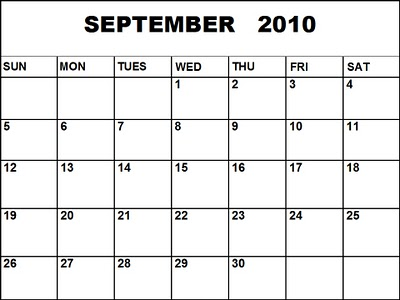 SEPTEMBER 2010
SUN MON TUES WED THU FRI SAT
1 2 3 4
5 6 7 8 9 10 11
12 13 14 15 16 17 18
19 20 21 22 23 24 25
26 27 28 29 30